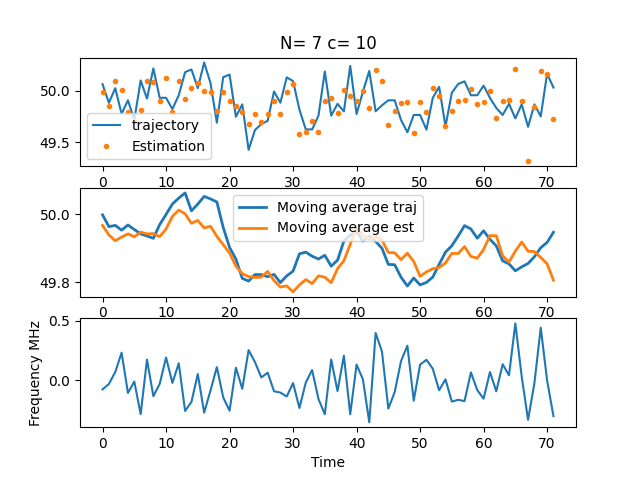 N= 7 c= 10
50.0
49.5
trajectory
Estimation
0 10 20 30 40 50 60 70
50.0
49.8
Moving average traj
Moving average est
0 10 20 30 40 50 60 70
0.5
0.0
Frequency MHz
0 10 20 30 40 50 60 70
Time